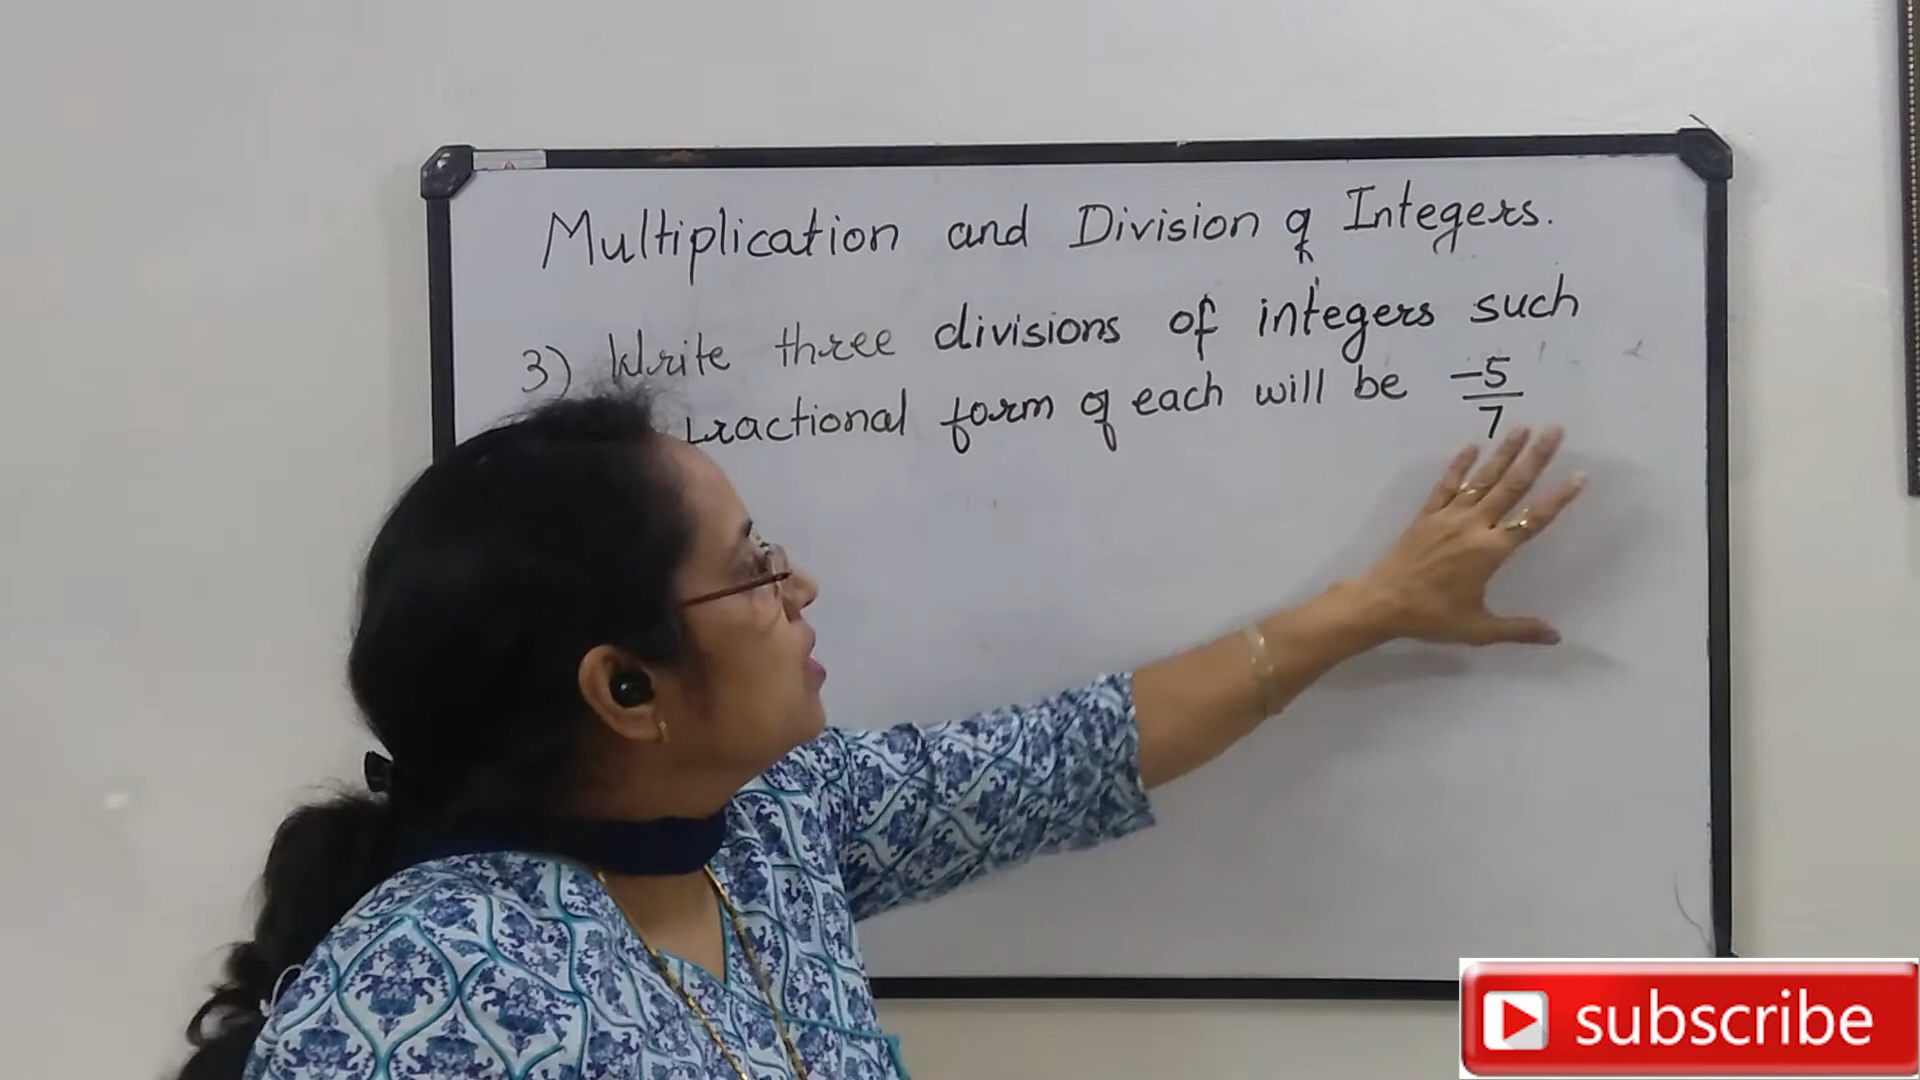 Multiplication and Division of Integers.
3) Write three divisions of integers such
fractional form of each will be -5/7
subscribe